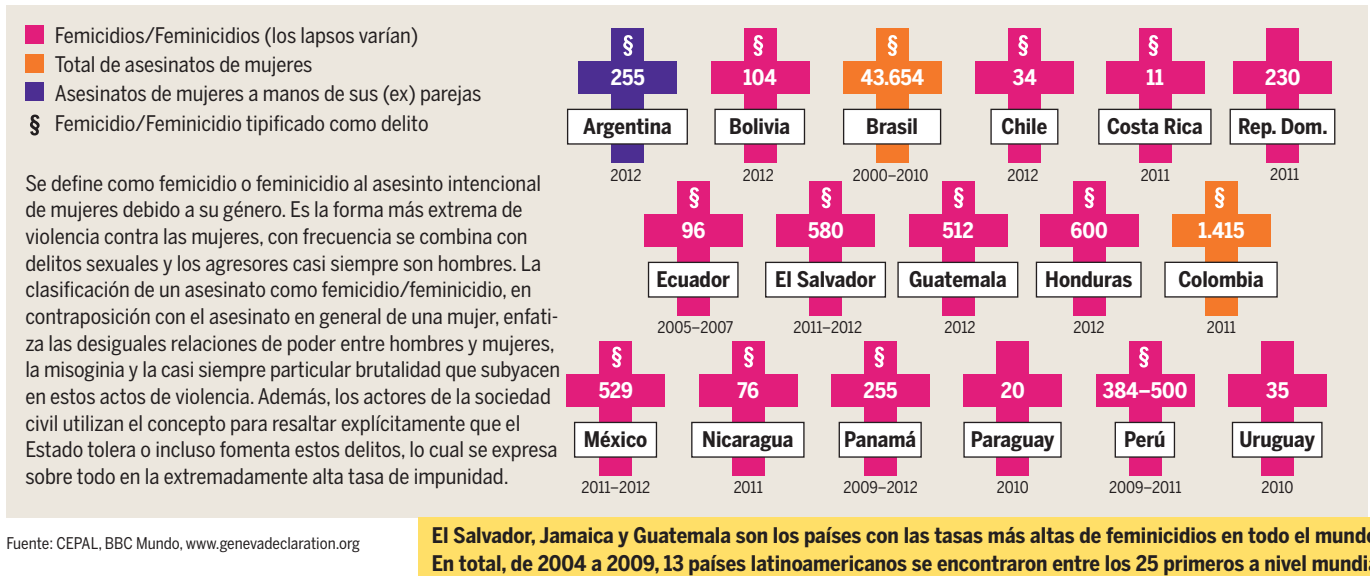 Femicidios/Feminicidios (los lapsos varían)
Total de asesinatos de mujeres
Asesinatos de mujeres a manos de sus (ex) parejas
§ Femicidio/Feminicidio tipificado como delito
Se define como femicidio o feminicidio al asesinto intencional
de mujeres debido a su género. Es la forma más extrema de
violencia contra las mujeres, con frecuencia se combina con
delitos sexuales y los agresores casi siempre son hombres. La
clasificación de un asesinato como femicidio/feminicidio, en
contraposición con el asesinato en general de una mujer, enfati-
za las desiguales relaciones de poder entre hombres y mujeres,
la misoginia y la casi siempre particular brutalidad que subyacen
en estos actos de violencia. Además, los actores de la sociedad
civil utilizan el concepto para resaltar explícitamente que el
Estado tolera o incluso fomenta estos delitos, lo cual se expresa
sobre todo en la extremadamente alta tasa de impunidad.
§ § § § §
255 104 43.654 34 11 230
Argentina Bolivia Brasil Chile Costa Rica Rep. Dom.
2012 2012 2000–2010 2012 2011 2011
§ § § § §
96 580 512 600 1.415
Ecuador El Salvador Guatemala Honduras Colombia
2005–2007 2011–2012 2012 2012 2011
§ § § §
529 76 255 20 384–500 35
México Nicaragua Panamá Paraguay Perú Uruguay
2011–2012 2011 2009–2012 2010 2009–2011 2010
Fuente: CEPAL, BBC Mundo, www.genevadeclaration.org
El Salvador, Jamaica y Guatemala son los países con las tasas más altas de feminicidios en todo el mundo
En total, de 2004 a 2009, 13 países latinoamericanos se encontraron entre los 25 primeros a nivel mundi